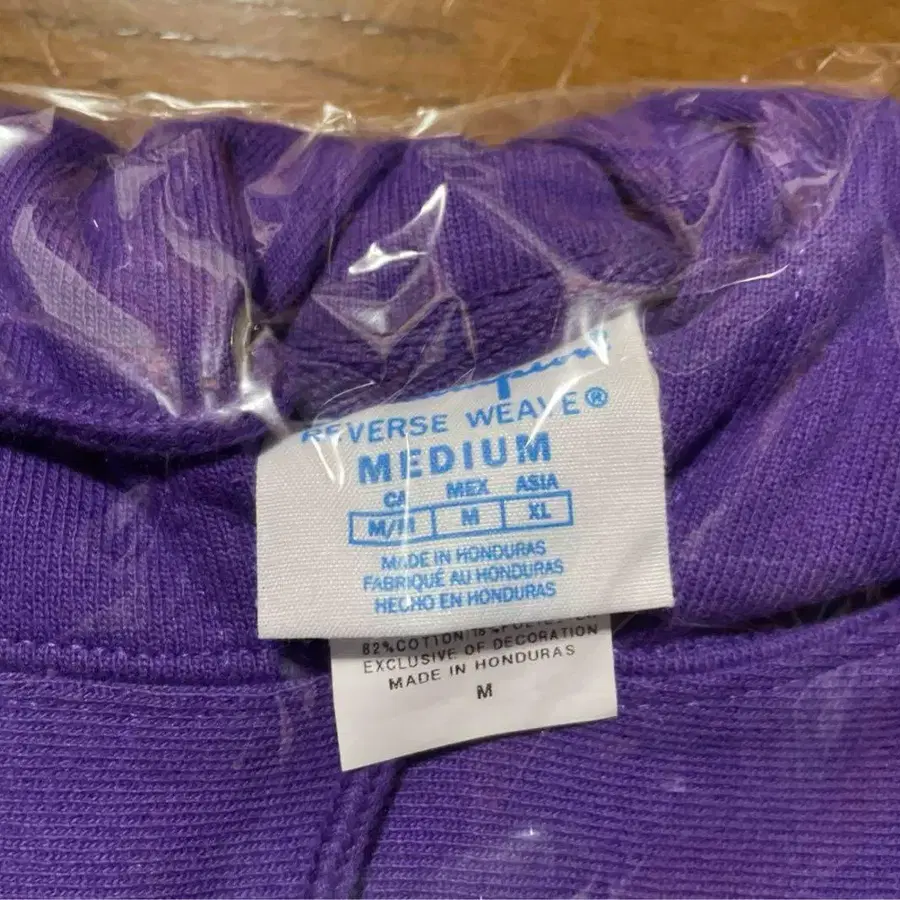 REVERSE WEAVE®
MEDIUM
CA MEX ASIA
M/M M XL
MADE IN HONDURAS
FABRIQUÉ AU HONDURAS
HECHO EN HONDURAS
82%COTTON/18%
EXCLUSIVE OF DECORATION
MADE IN HONDURAS
M